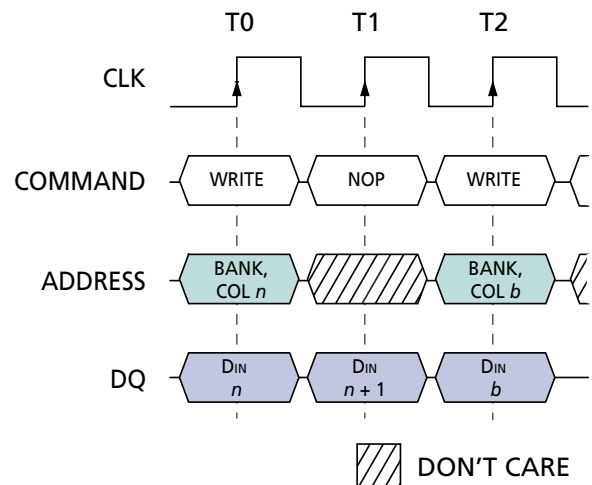 T0 T1 T2
CLK
COMMAND WRITE NOP WRITE
ADDRESS BANK, COL n BANK, COL b
DQ DIN n DIN n + 1 DIN b
DON'T CARE